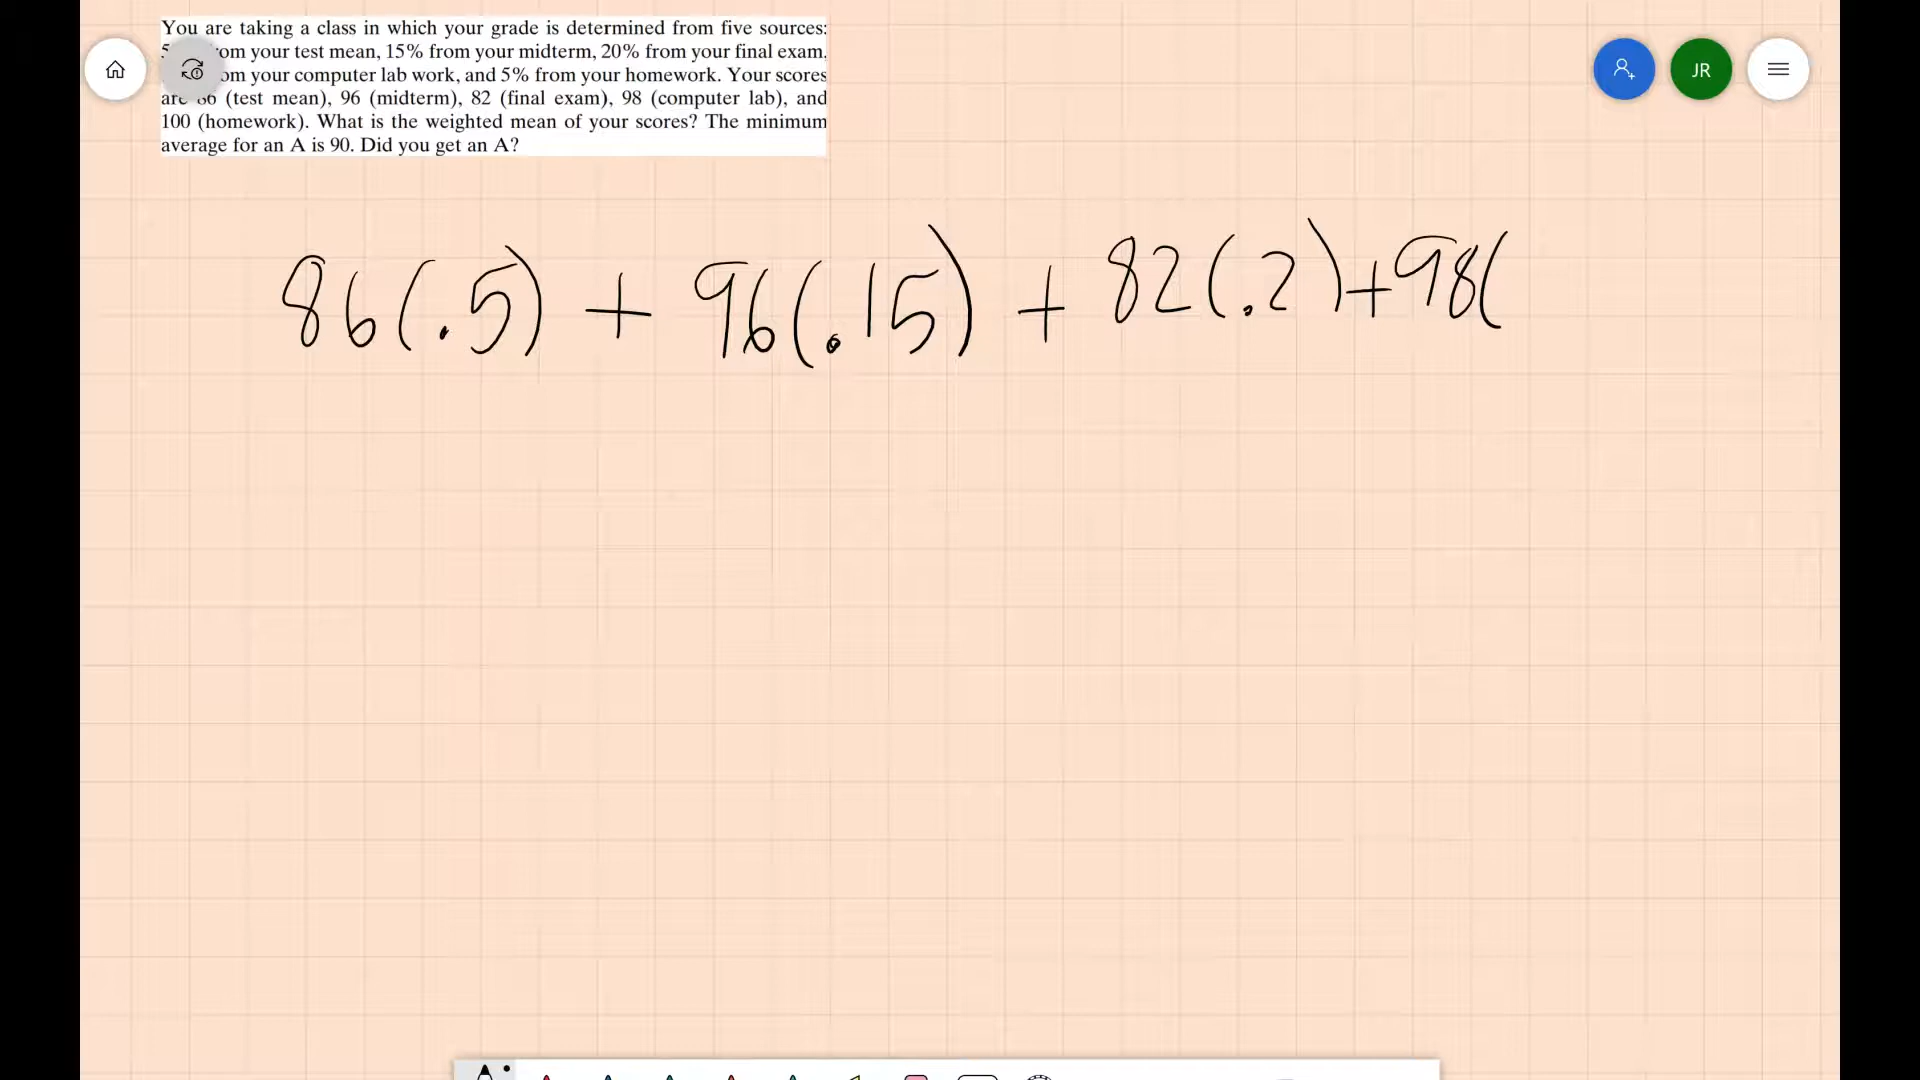 You are taking a class in which your grade is determined from five sources:
om your test mean, 15% from your midterm, 20% from your final exam,
om your computer lab work, and 5% from your homework. Your scores
are 86 (test mean), 96 (midterm), 82 (final exam), 98 (computer lab), and
100 (homework). What is the weighted mean of your scores? The minimum
average for an A is 90. Did you get an A?
JR
86(.5) + 96(.15) + 82(.2)+98(